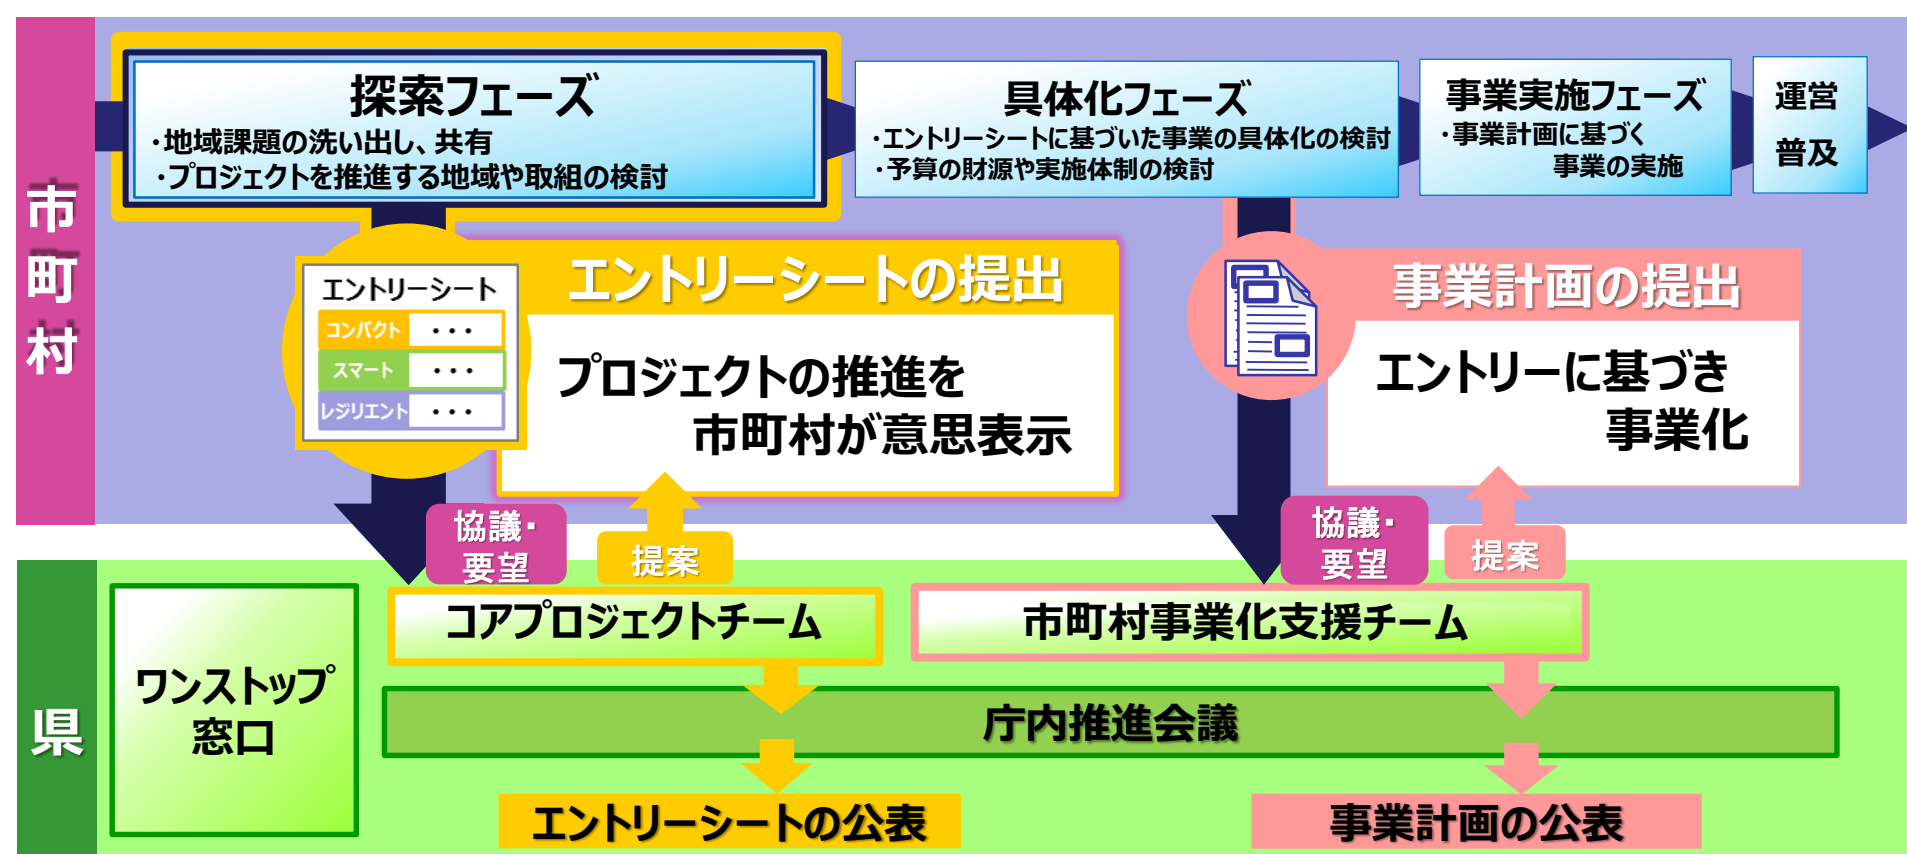 市町村
探索フェーズ
・地域課題の洗い出し、共有
・プロジェクトを推進する地域や取組の検討
具体化フェーズ
・エントリーシートに基づいた事業の具体化の検討
・予算の財源や実施体制の検討
事業実施フェーズ
・事業計画に基づく
事業の実施
運営
普及
エントリーシート
コンパクト ・・・
スマート ・・・
レジリエント ・・・
エントリーシートの提出
プロジェクトの推進を
市町村が意思表示
事業計画の提出
エントリーに基づき
事業化
協議・
要望
提案
協議・
要望
提案
県
ワンストップ
窓口
コアプロジェクトチーム
市町村事業化支援チーム
庁内推進会議
エントリーシートの公表
事業計画の公表